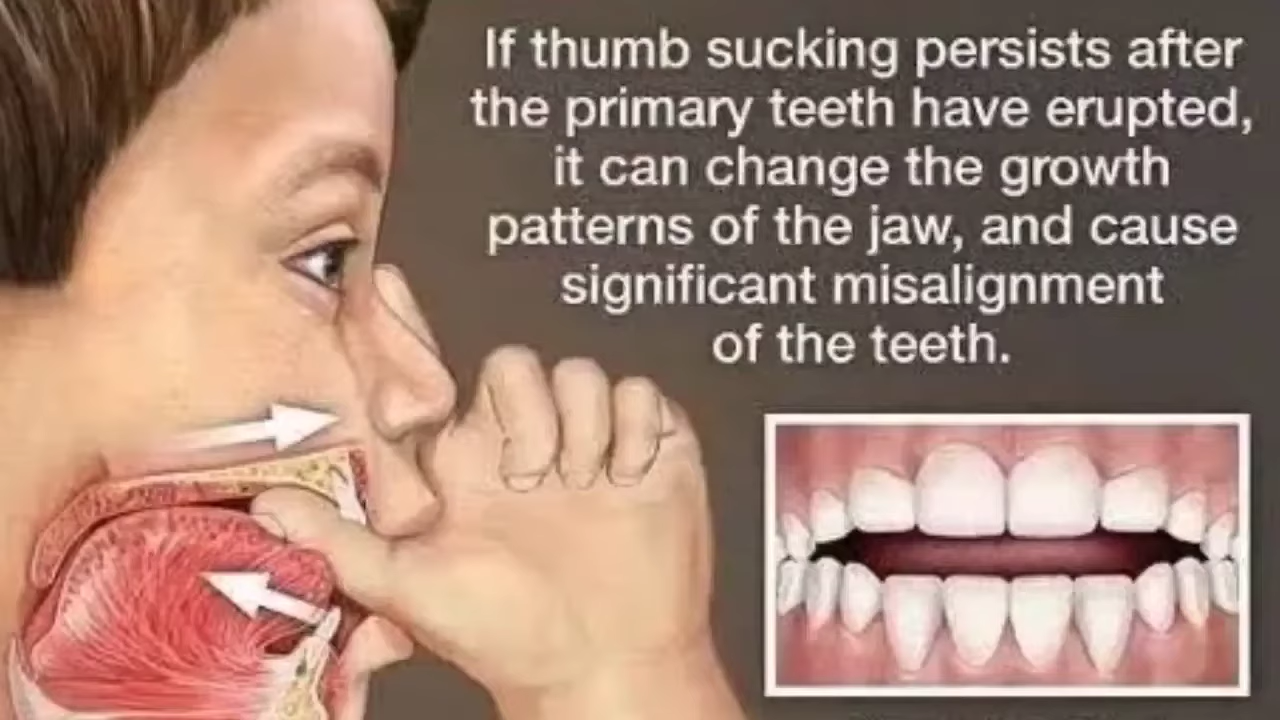 If thumb sucking persists after
the primary teeth have erupted,
it can change the growth
patterns of the jaw, and cause
significant misalignment
of the teeth.